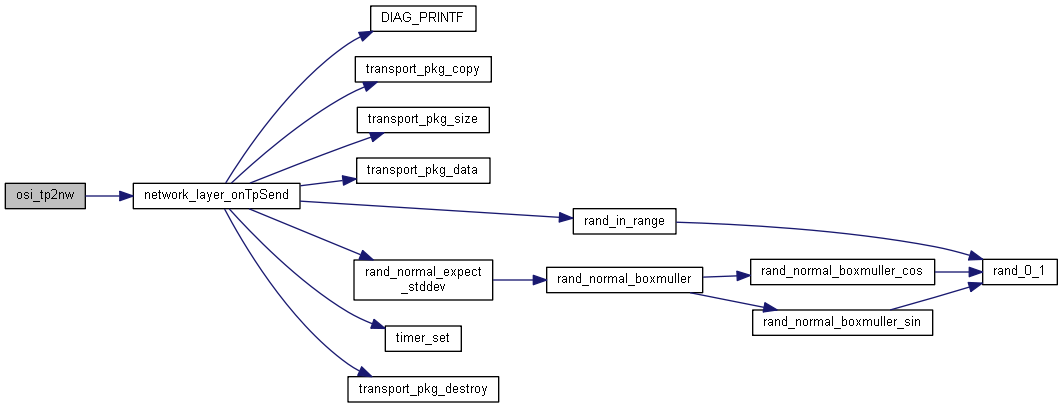 DIAG_PRINTF
transport_pkg_copy
transport_pkg_size
transport_pkg_data
osi_tp2nw
network_layer_onTpSend
rand_in_range
rand_normal_expect
_stddev
rand_normal_boxmuller
rand_normal_boxmuller_cos
rand_0_1
rand_normal_boxmuller_sin
timer_set
transport_pkg_destroy